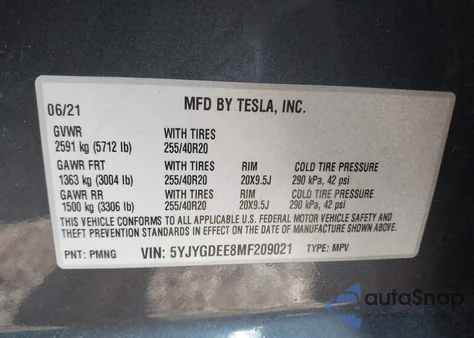 06/21 MFD BY TESLA, INC.
GVWR WITH TIRES
2591 kg (5712 lb) 255/40R20
GAWR FRT WITH TIRES RIM COLD TIRE PRESSURE
1363 kg (3004 lb) 255/40R20 20X9.5J 290 kPa, 42 psi
GAWR RR WITH TIRES RIM COLD TIRE PRESSURE
1500 kg (3306 lb) 255/40R20 20X9.5J 290 kPa, 42 psi
THIS VEHICLE CONFORMS TO ALL APPLICABLE U.S. FEDERAL MOTOR VEHICLE SAFETY AND
THEFT PREVENTION STANDARDS IN EFFECT ON THE DATE OF MANUFACTURE SHOWN ABOVE.
PNT: PMNG VIN: 5YJYGDEE8MF209021 TYPE: MPV
autoSnap